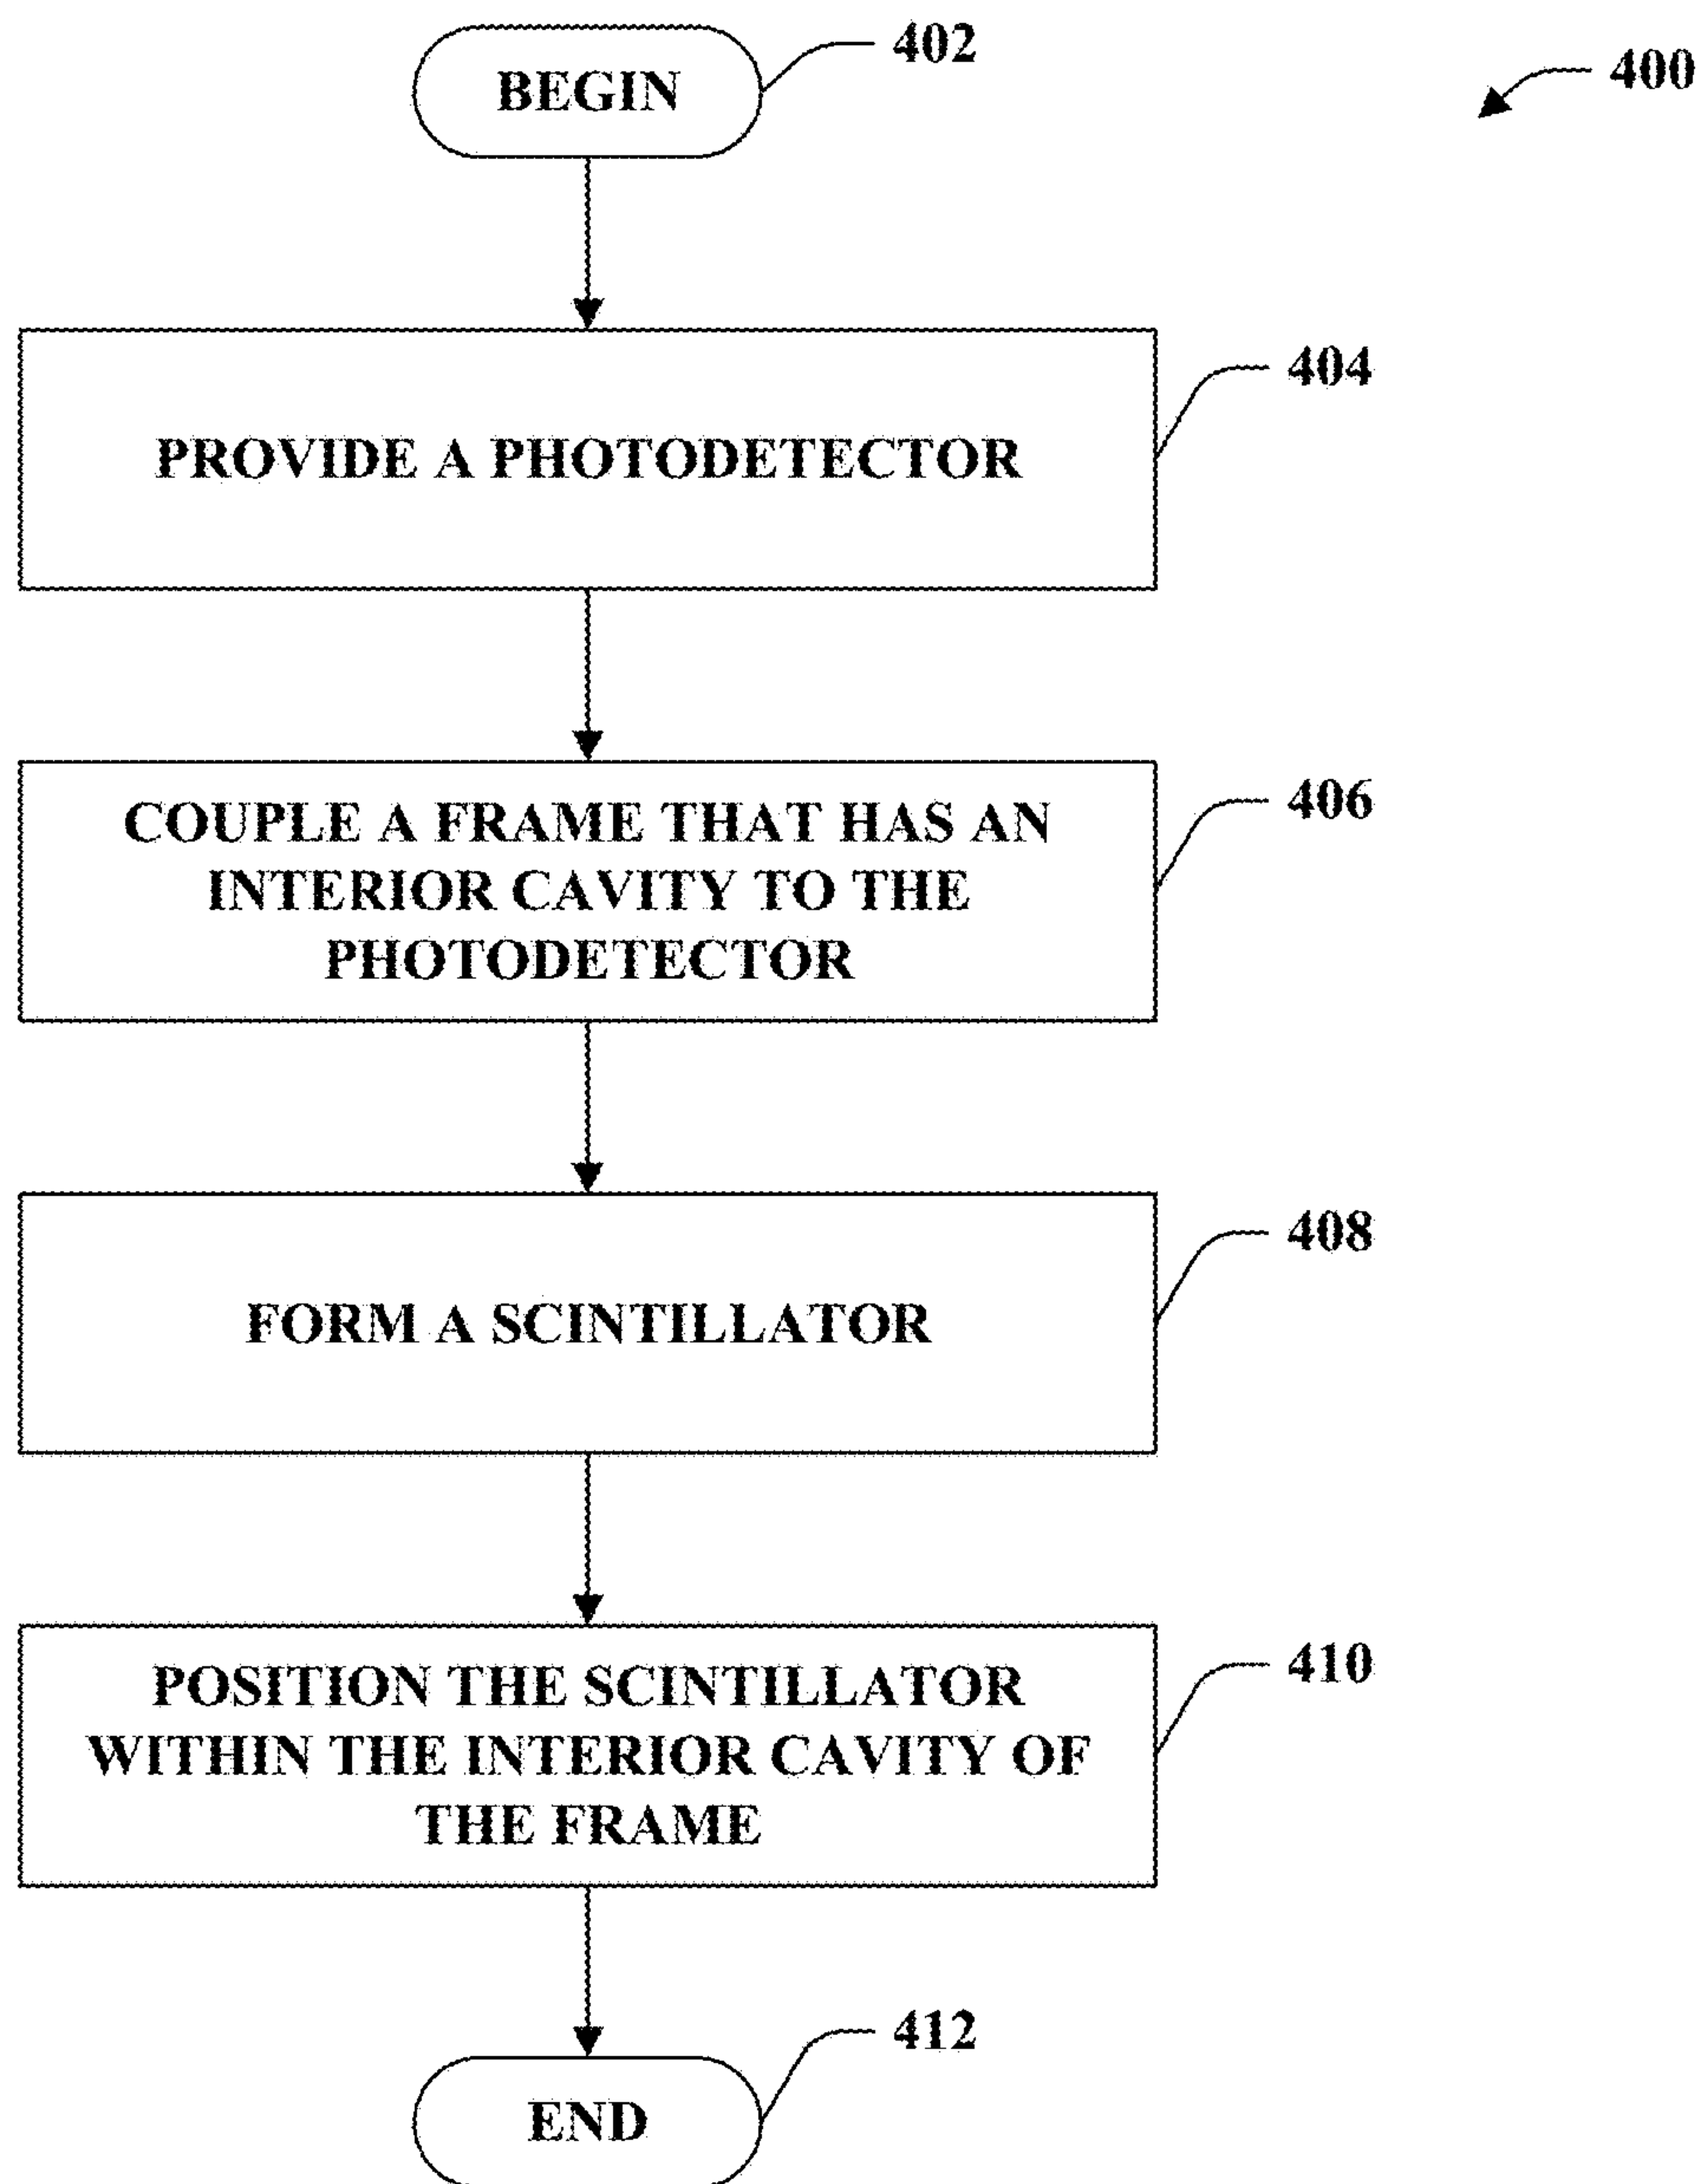 402
BEGIN
400
404
PROVIDE A PHOTODETECTOR
406
COUPLE A FRAME THAT HAS AN
INTERIOR CAVITY TO THE
PHOTODETECTOR
408
FORM A SCINTILLATOR
410
POSITION THE SCINTILLATOR
WITHIN THE INTERIOR CAVITY OF
THE FRAME
412
END